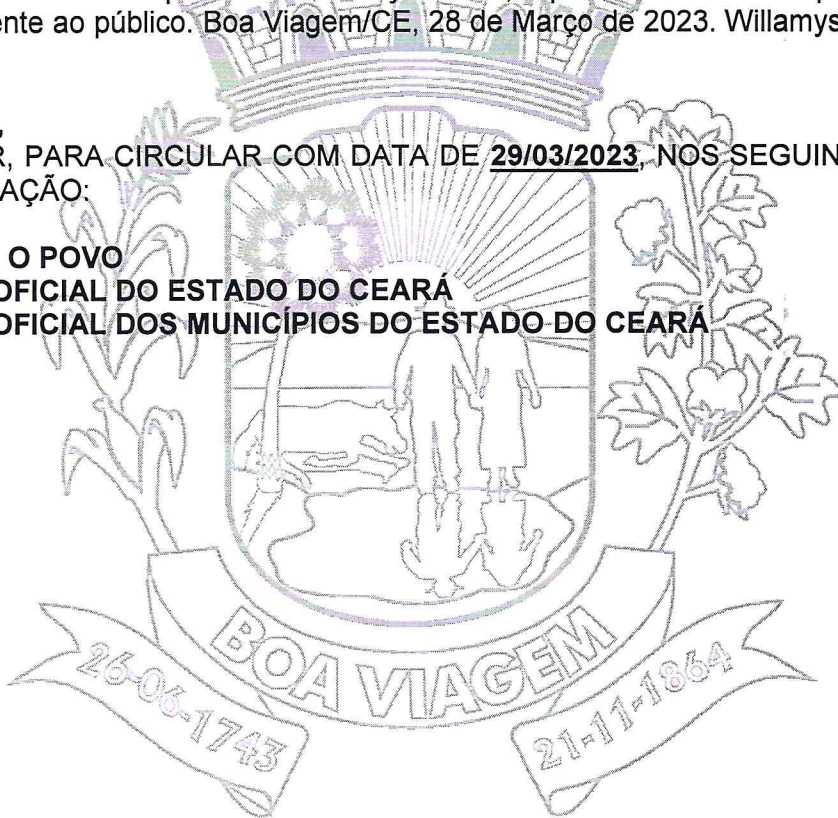 ente ao público. Boa Viagem/CE, 28 de Março de 2023. Willamys
R, PARA CIRCULAR COM DATA DE 29/03/2023, NOS SEGUIN
AÇÃO:
O POVO
OFICIAL DO ESTADO DO CEARÁ
OFICIAL DOS MUNICÍPIOS DO ESTADO DO CEARÁ
BOA VIAGEM
26-06-1743
21-11-1864